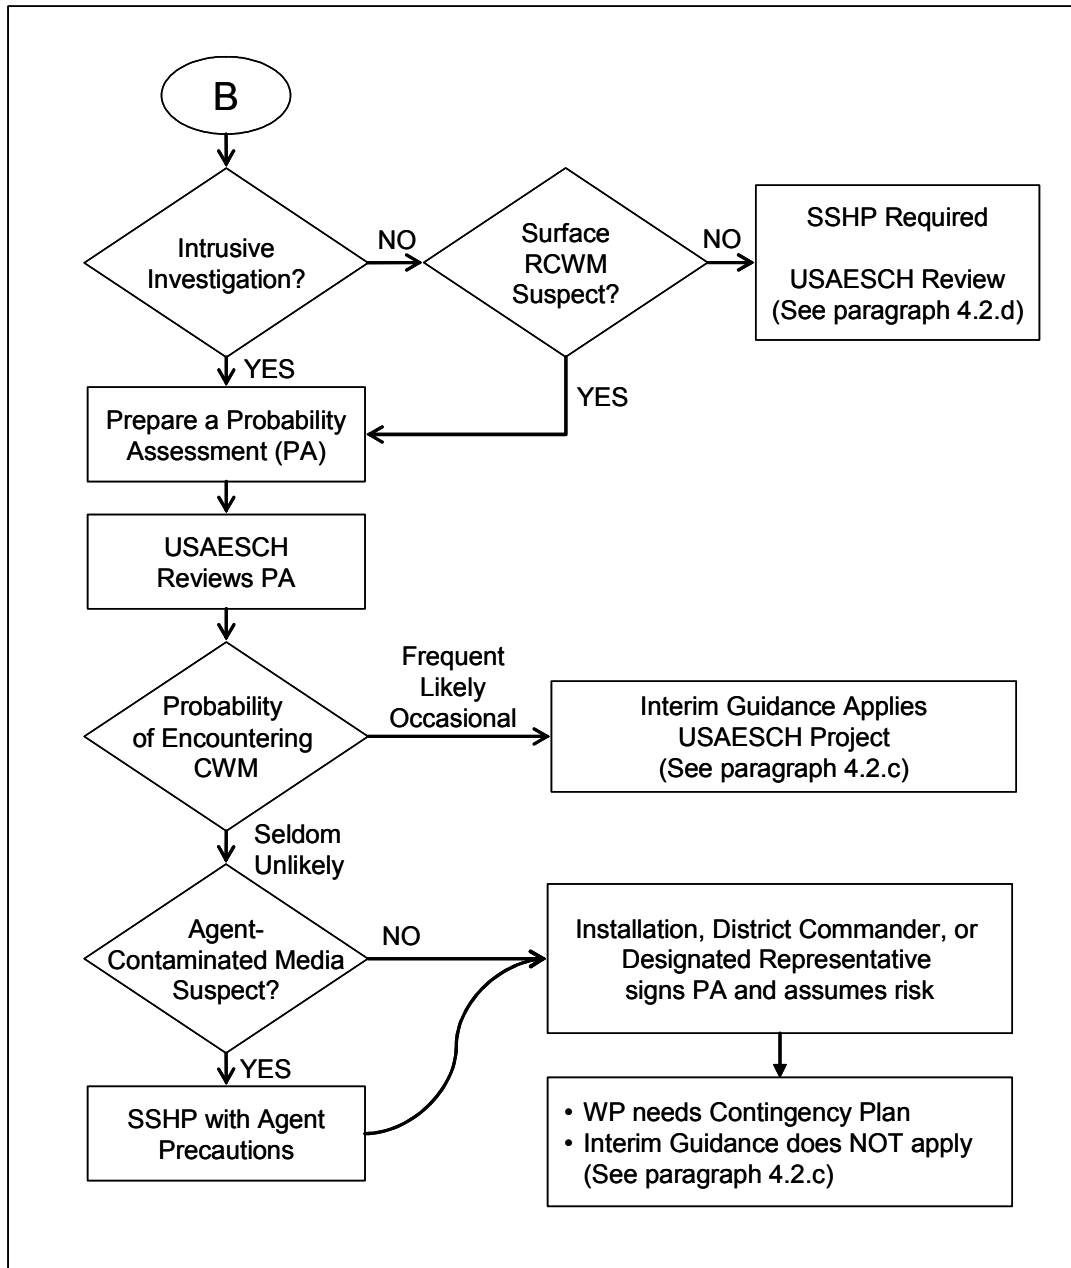 B
Intrusive
Investigation?
NO
Surface
RCWM
Suspect?
NO
SSHP Required
USAESCH Review
(See paragraph 4.2.d)
YES
YES
Prepare a Probability
Assessment (PA)
USAESCH
Reviews PA
Probability
of Encountering
CWM
Frequent
Likely
Occasional
Interim Guidance Applies
USAESCH Project
(See paragraph 4.2.c)
Seldom
Unlikely
Agent-
Contaminated Media
Suspect?
NO
Installation, District Commander, or
Designated Representative
signs PA and assumes risk
YES
SSHP with Agent
Precautions
• WP needs Contingency Plan
• Interim Guidance does NOT apply
(See paragraph 4.2.c)